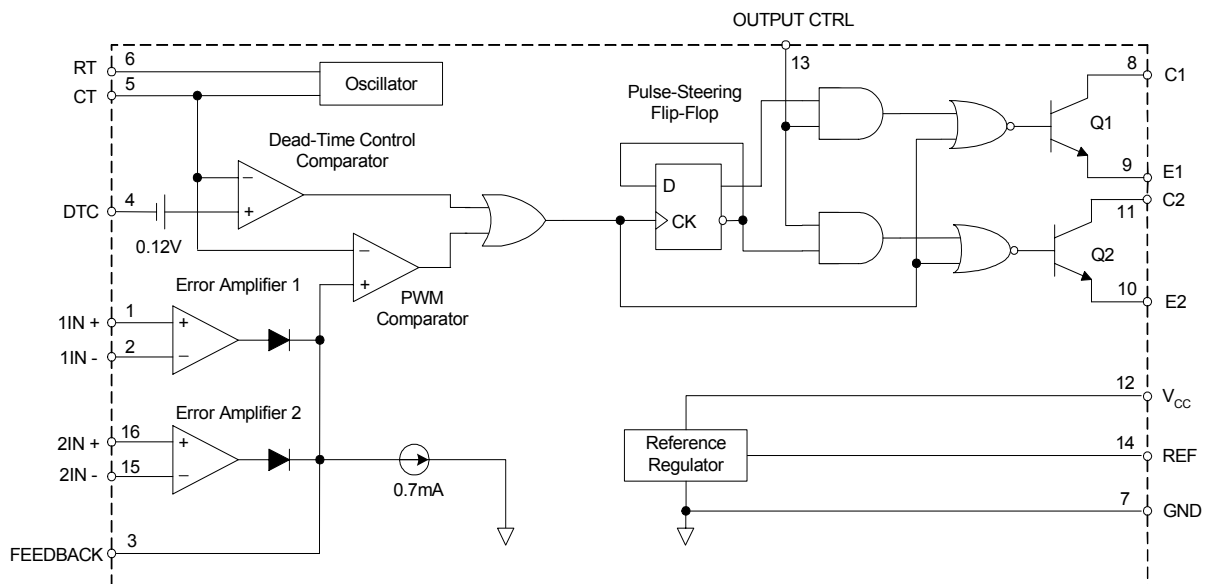 OUTPUT CTRL
13
RT
6
CT
5
Oscillator
Dead-Time Control
Comparator
−
+
DTC
4
0.12V
−
+
PWM
Comparator
Pulse-Steering
Flip-Flop
D
CK
8
C1
Q1
9
E1
C2
11
Q2
10
E2
Error Amplifier 1
1IN +
1
+
1IN -
2
−
Error Amplifier 2
2IN +
16
+
2IN -
15
−
0.7mA
FEEDBACK
3
12
VCC
Reference
Regulator
14
REF
7
GND